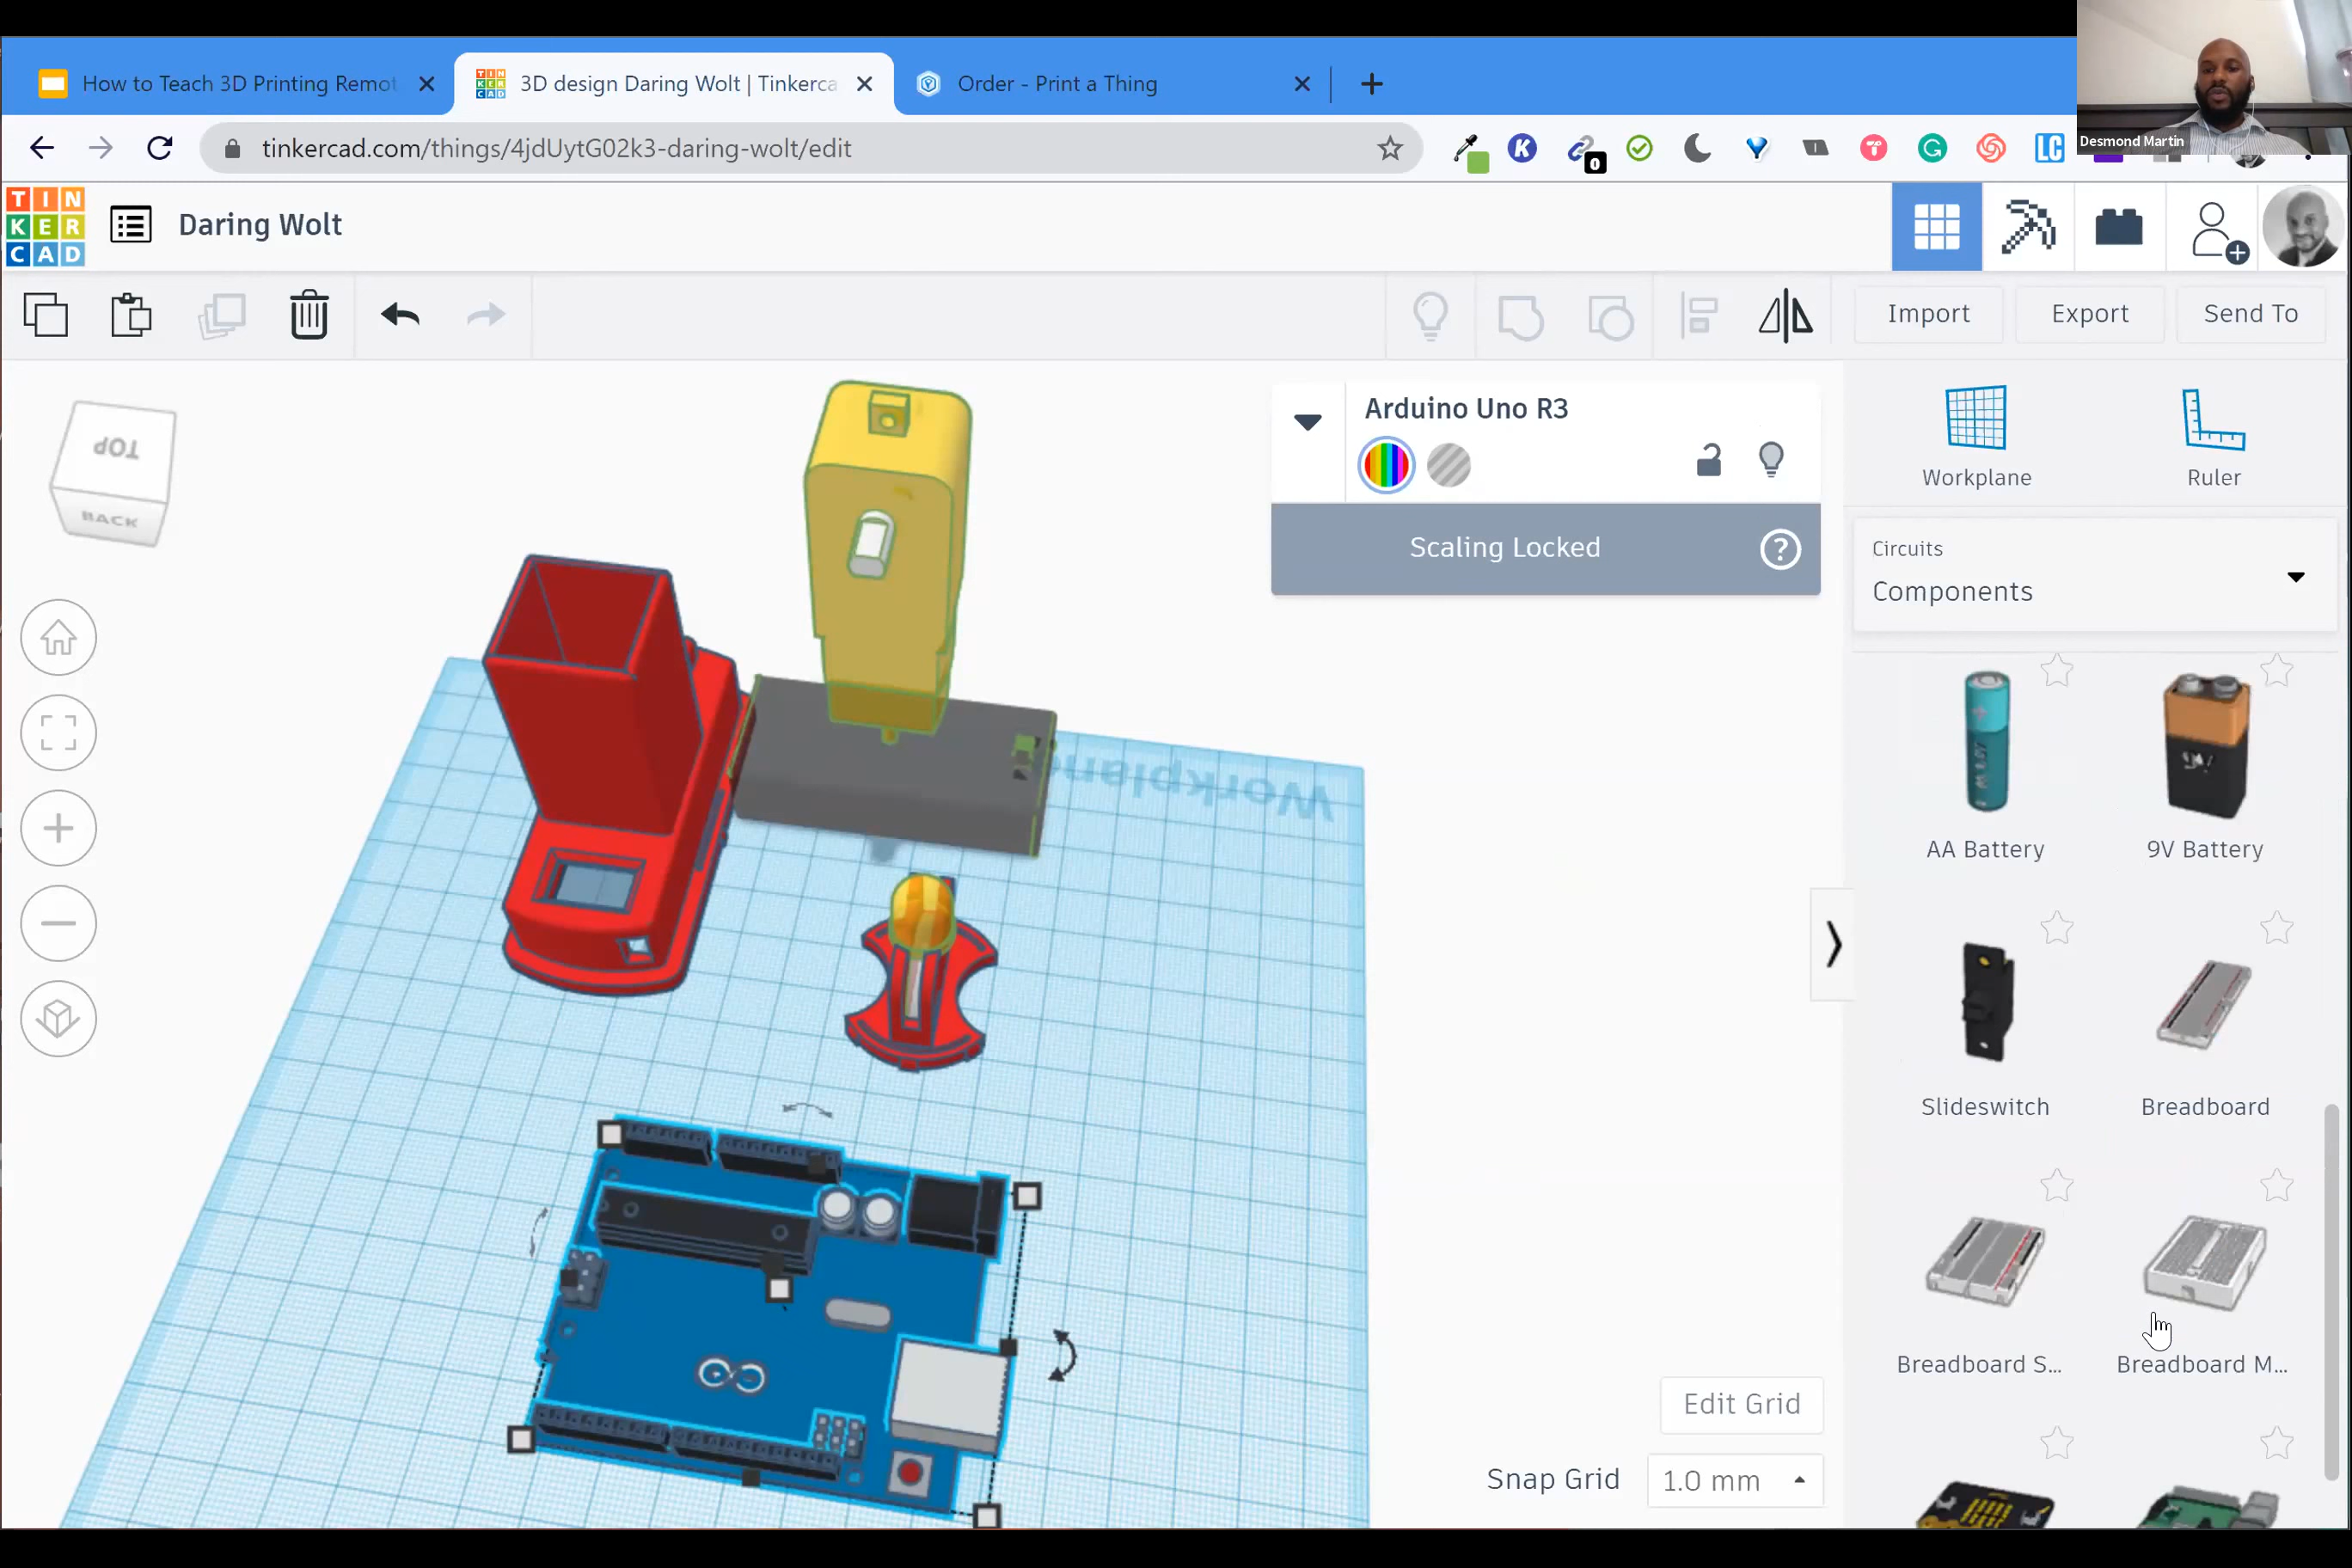 How to Teach 3D Printing Remot
3D design Daring Wolt | Tinkerca
Order - Print a Thing
tinkercad.com/things/4jdUytG02k3-daring-wolt/edit
Desmond Martin
TIN
KER
CAD
Daring Wolt
Import
Export
Send To
TOP
BACK
Arduino Uno R3
Scaling Locked
Workplane
Ruler
Circuits
Components
AA Battery
9V Battery
Slideswitch
Breadboard
Breadboard S...
Breadboard M...
Edit Grid
Snap Grid
1.0 mm